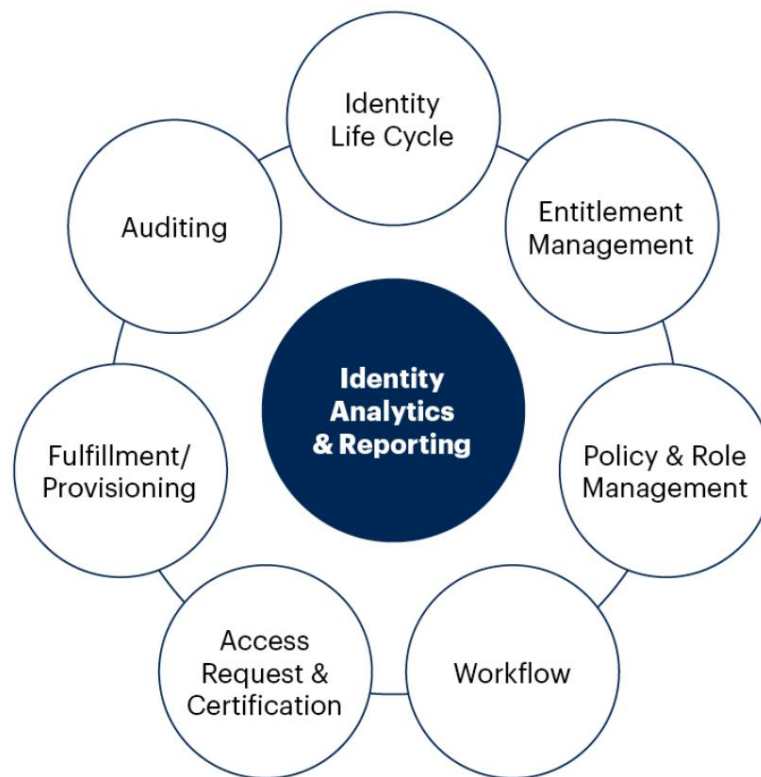 Identity
Life Cycle
Entitlement
Management
Policy & Role
Management
Workflow
Access
Request &
Certification
Fulfillment/
Provisioning
Auditing
Identity
Analytics
& Reporting